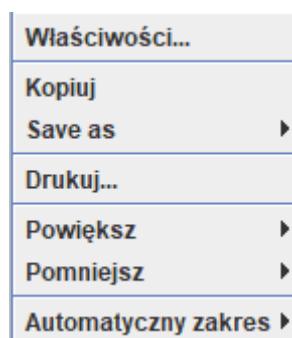 Właściwości...
Kopiuj
Save as
Drukuj...
Powiększ
Pomniejsz
Automatyczny zakres